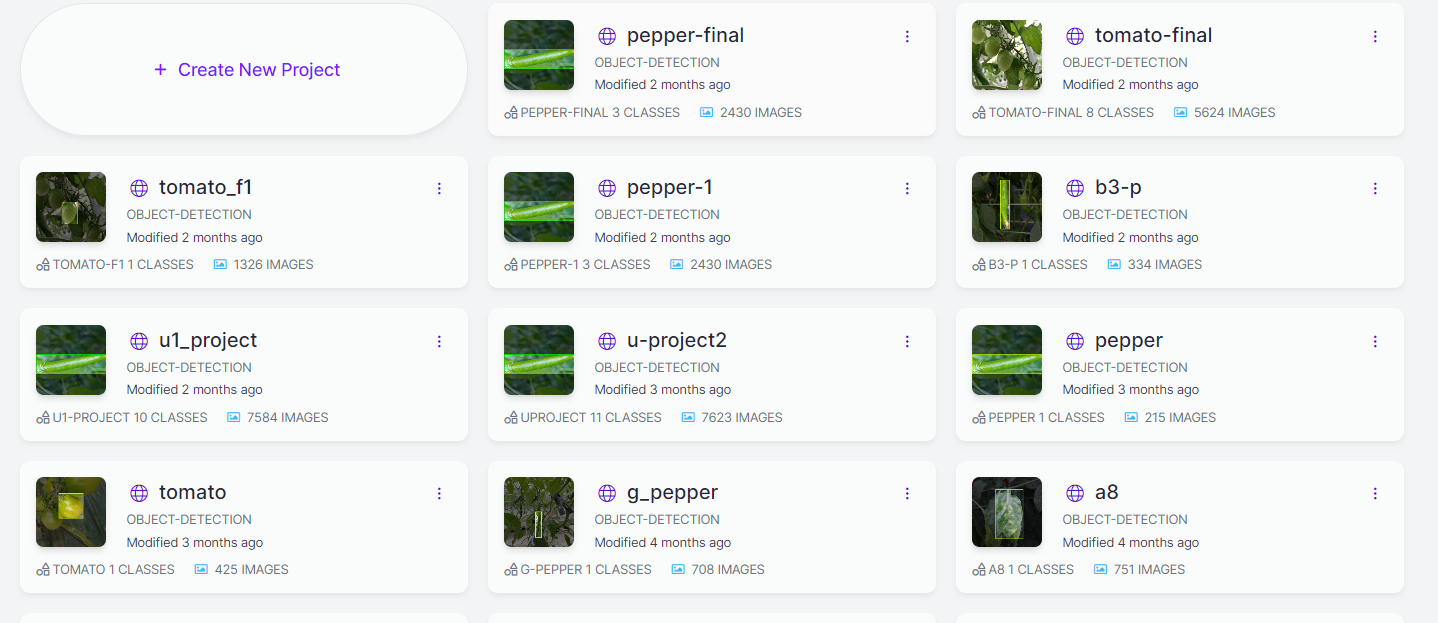 + Create New Project
pepper-final
OBJECT-DETECTION
Modified 2 months ago
PEPPER-FINAL 3 CLASSES 2430 IMAGES
tomato-final
OBJECT-DETECTION
Modified 2 months ago
TOMATO-FINAL 8 CLASSES 5624 IMAGES
tomato_f1
OBJECT-DETECTION
Modified 2 months ago
TOMATO-F1 1 CLASSES 1326 IMAGES
pepper-1
OBJECT-DETECTION
Modified 2 months ago
PEPPER-1 3 CLASSES 2430 IMAGES
b3-p
OBJECT-DETECTION
Modified 2 months ago
B3-P 1 CLASSES 334 IMAGES
u1_project
OBJECT-DETECTION
Modified 2 months ago
U1-PROJECT 10 CLASSES 7584 IMAGES
u-project2
OBJECT-DETECTION
Modified 3 months ago
UPROJECT 11 CLASSES 7623 IMAGES
pepper
OBJECT-DETECTION
Modified 3 months ago
PEPPER 1 CLASSES 215 IMAGES
tomato
OBJECT-DETECTION
Modified 3 months ago
TOMATO 1 CLASSES 425 IMAGES
g_pepper
OBJECT-DETECTION
Modified 4 months ago
G-PEPPER 1 CLASSES 708 IMAGES
a8
OBJECT-DETECTION
Modified 4 months ago
A8 1 CLASSES 751 IMAGES